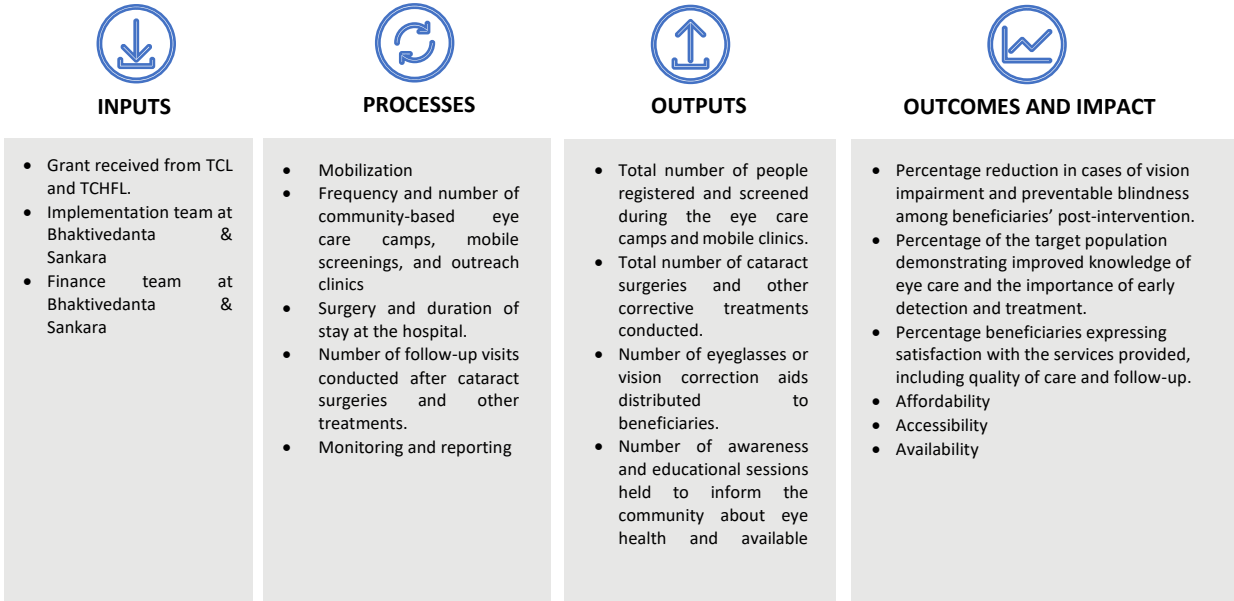 INPUTS
Grant received from TCL
and TCHFL.
Implementation team at
Bhaktivedanta &
Sankara
Finance team at
Bhaktivedanta &
Sankara
PROCESSES
Mobilization
Frequency and number of
community-based eye
care camps, mobile
screenings, and outreach
clinics
Surgery and duration of
stay at the hospital.
Number of follow-up visits
conducted after cataract
surgeries and other
treatments.
Monitoring and reporting
OUTPUTS
Total number of people
registered and screened
during the eye care
camps and mobile clinics.
Total number of cataract
surgeries and other
corrective treatments
conducted.
Number of eyeglasses or
vision correction aids
distributed to
beneficiaries.
Number of awareness
and educational sessions
held to inform the
community about eye
health and available
OUTCOMES AND IMPACT
Percentage reduction in cases of vision
impairment and preventable blindness
among beneficiaries’ post-intervention.
Percentage of the target population
demonstrating improved knowledge of
eye care and the importance of early
detection and treatment.
Percentage beneficiaries expressing
satisfaction with the services provided,
including quality of care and follow-up.
Affordability
Accessibility
Availability